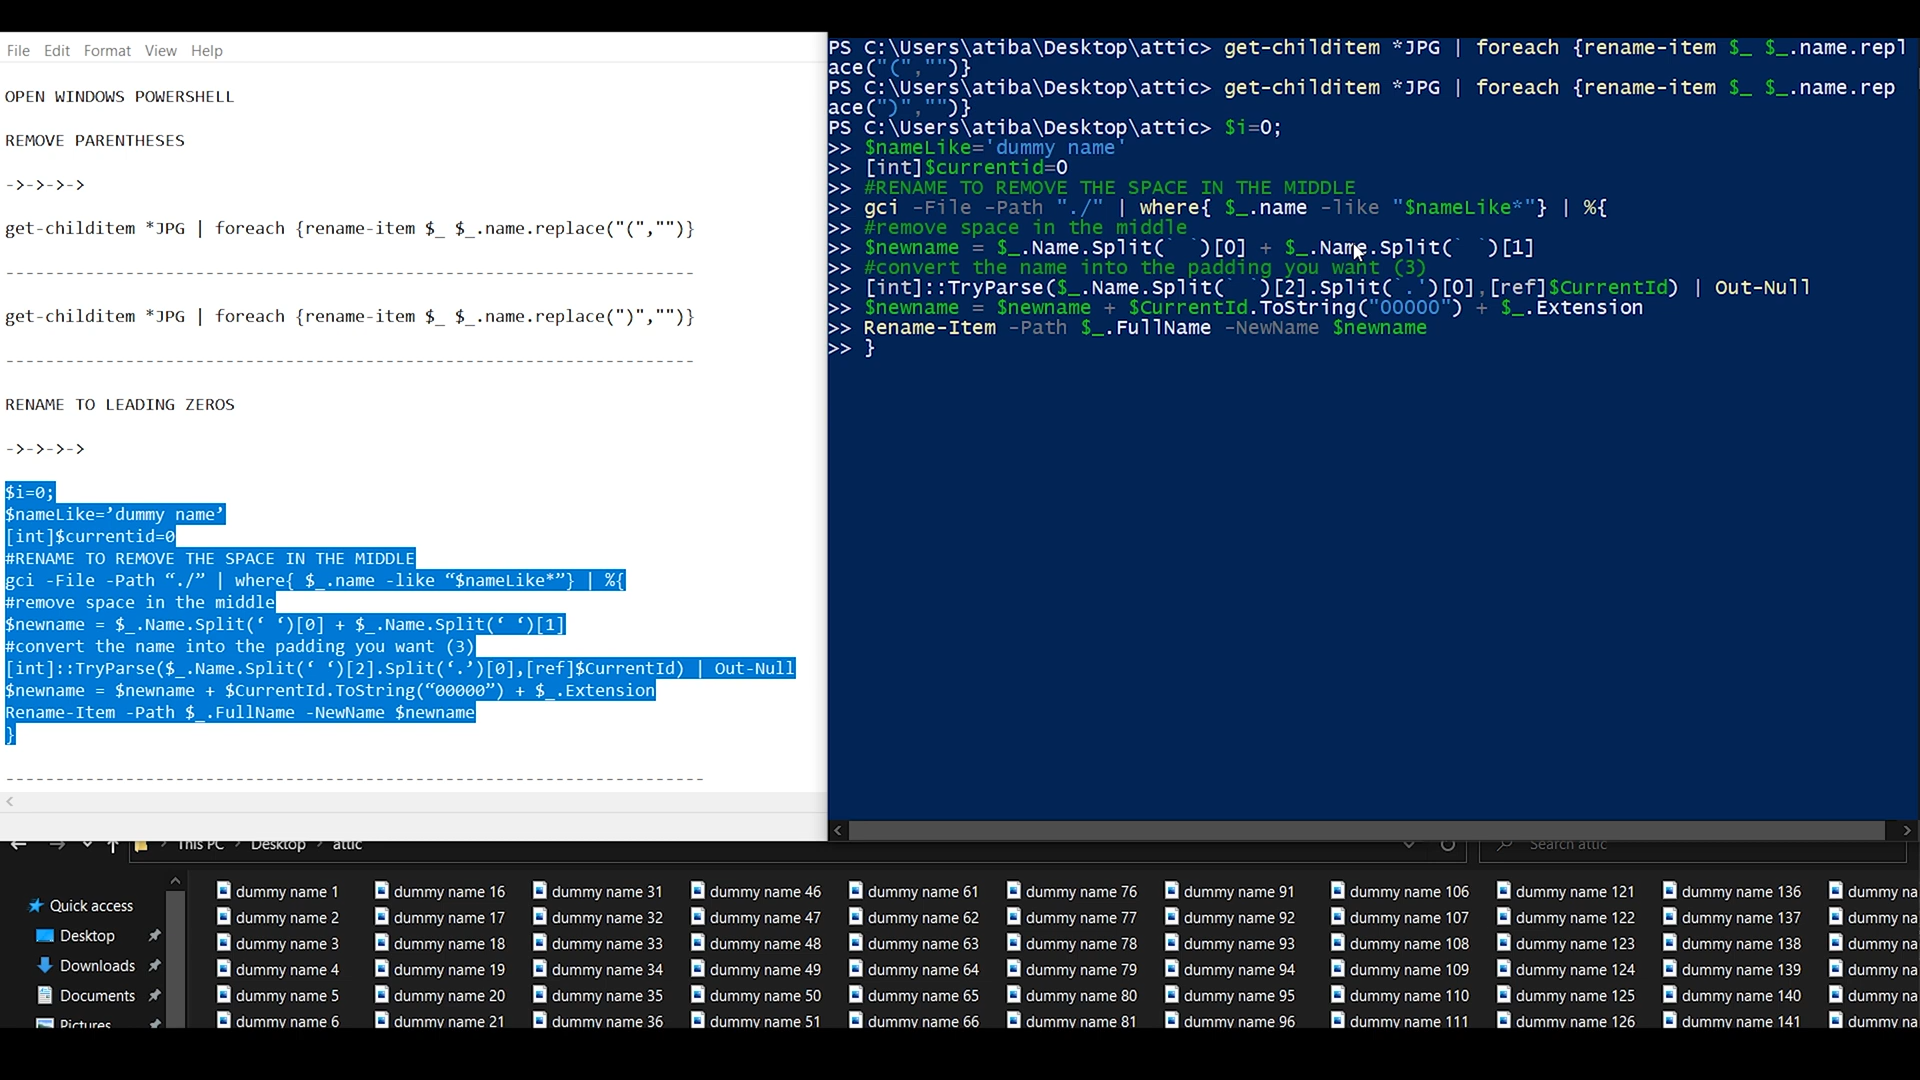 File Edit Format View Help
OPEN WINDOWS POWERSHELL
REMOVE PARENTHESES
->->->->
get-childitem *JPG | foreach {rename-item $_ $_.name.replace("(","")}
---------------------------------------------------------------------
get-childitem *JPG | foreach {rename-item $_ $_.name.replace(")","")}
---------------------------------------------------------------------
RENAME TO LEADING ZEROS
->->->->
$i=0;
$nameLike=’dummy name’
[int]$currentid=0
#RENAME TO REMOVE THE SPACE IN THE MIDDLE
gci -File -Path “./” | where{ $_.name -like “$nameLike*”} | %{
#remove space in the middle
$newname = $_.Name.Split(‘ ‘)[0] + $_.Name.Split(‘ ‘)[1]
#convert the name into the padding you want (3)
[int]::TryParse($_.Name.Split(‘ ‘)[2].Split(‘.’)[0],[ref]$CurrentId) | Out-Null
$newname = $newname + $CurrentId.ToString(“00000”) + $_.Extension
Rename-Item -Path $_.FullName -NewName $newname
}
----------------------------------------------------------------------
PS C:\Users\atiba\Desktop\attic> get-childitem *JPG | foreach {rename-item $_ $_.name.repl
ace("(","")}
PS C:\Users\atiba\Desktop\attic> get-childitem *JPG | foreach {rename-item $_ $_.name.rep
ace(")","")}
PS C:\Users\atiba\Desktop\attic> $i=0;
>> $nameLike='dummy name'
>> [int]$currentid=0
>> #RENAME TO REMOVE THE SPACE IN THE MIDDLE
>> gci -File -Path "./" | where{ $_.name -like "$nameLike*"} | %{
>> #remove space in the middle
>> $newname = $_.Name.Split(` `)[0] + $_.Name.Split(` `)[1]
>> #convert the name into the padding you want (3)
>> [int]::TryParse($_.Name.Split(` `)[2].Split(`.')[0],[ref]$CurrentId) | Out-Null
>> $newname = $newname + $CurrentId.ToString("00000") + $_.Extension
>> Rename-Item -Path $_.FullName -NewName $newname
>> }
This PC Desktop attic
Search attic
Quick access
Desktop
Downloads
Documents
Pictures
dummy name 1 dummy name 16 dummy name 31 dummy name 46 dummy name 61 dummy name 76 dummy name 91 dummy name 106 dummy name 121 dummy name 136 dummy na
dummy name 2 dummy name 17 dummy name 32 dummy name 47 dummy name 62 dummy name 77 dummy name 92 dummy name 107 dummy name 122 dummy name 137 dummy na
dummy name 3 dummy name 18 dummy name 33 dummy name 48 dummy name 63 dummy name 78 dummy name 93 dummy name 108 dummy name 123 dummy name 138 dummy na
dummy name 4 dummy name 19 dummy name 34 dummy name 49 dummy name 64 dummy name 79 dummy name 94 dummy name 109 dummy name 124 dummy name 139 dummy na
dummy name 5 dummy name 20 dummy name 35 dummy name 50 dummy name 65 dummy name 80 dummy name 95 dummy name 110 dummy name 125 dummy name 140 dummy na
dummy name 6 dummy name 21 dummy name 36 dummy name 51 dummy name 66 dummy name 81 dummy name 96 dummy name 111 dummy name 126 dummy name 141 dummy na